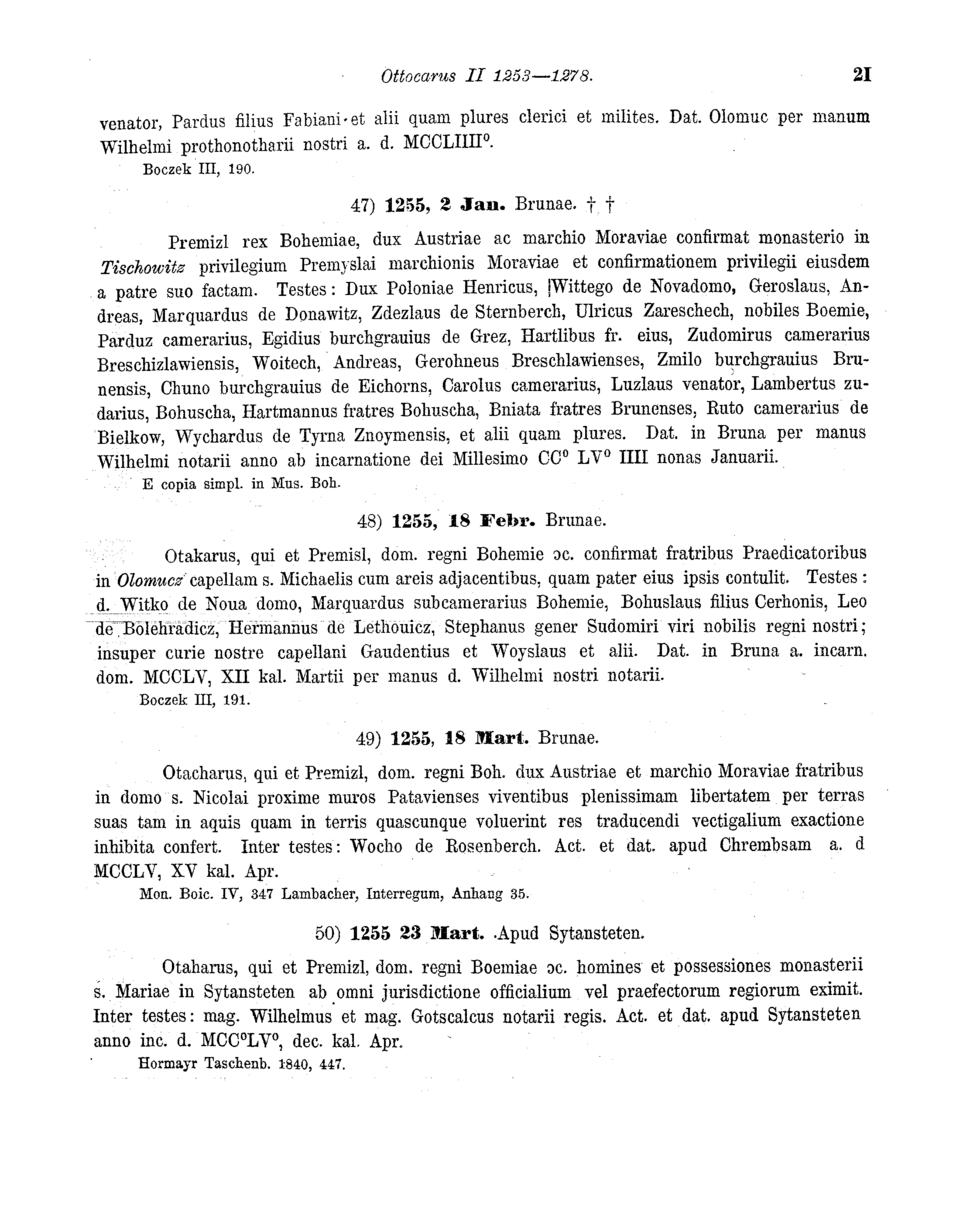 Ottocarus II 1253—1278. 21
venator, Pardus filius Fabiani et alii quam plures clerici et milites. Dat. Olomuc per manum
Wilhelmi prothonotharii nostri a. d. MCCLIIII⁰.
Boczek III, 190.
47) 1255, 2 Jan. Brunae. † †
Premizl rex Bohemiae, dux Austriae ac marchio Moraviae confirmat monasterio in
Tischowitz privilegium Premyslai marchionis Moraviae et confirmationem privilegii eiusdem
a patre suo factam. Testes: Dux Poloniae Henricus, Wittego de Novadomo, Geroslaus, An-
dreas, Marquardus de Donawitz, Zdezlaus de Sternberch, Ulricus Zareschech, nobiles Boemie,
Parduz camerarius, Egidius burchgrauius de Grez, Hartlibus fr. eius, Zudomirus camerarius
Breschizlawiensis, Woitech, Andreas, Gerohneus Breschlawienses, Zmilo burchgrauius Bru-
nensis, Chuno burchgrauius de Eichorns, Carolus camerarius, Luzlaus venator, Lambertus zu-
darius, Bohuscha, Hartmannus fratres Bohuscha, Bniata fratres Brunenses, Ruto camerarius de
Bielkow, Wychardus de Tyrna Znoymensis, et alii quam plures. Dat. in Bruna per manus
Wilhelmi notarii anno ab incarnatione dei Millesimo CC⁰ LV⁰ IIII nonas Januarii.
E copia simpl. in Mus. Boh.
48) 1255, 18 Febr. Brunae.
Otakarus, qui et Premisl, dom. regni Bohemie ɔc. confirmat fratribus Praedicatoribus
in Olomucz capellam s. Michaelis cum areis adjacentibus, quam pater eius ipsis contulit. Testes:
d. Witko de Noua domo, Marquardus subcamerarius Bohemie, Bohuslaus filius Cerhonis, Leo
de Bolehradicz, Hermannus de Lethouicz, Stephanus gener Sudomiri viri nobilis regni nostri;
insuper curie nostre capellani Gaudentius et Woyslaus et alii. Dat. in Bruna a. incarn.
dom. MCCLV, XII kal. Martii per manus d. Wilhelmi nostri notarii.
Boczek III, 191.
49) 1255, 18 Mart. Brunae.
Otacharus, qui et Premizl, dom. regni Boh. dux Austriae et marchio Moraviae fratribus
in domo s. Nicolai proxime muros Patavienses viventibus plenissimam libertatem per terras
suas tam in aquis quam in terris quascunque voluerint res traducendi vectigalium exactione
inhibita confert. Inter testes: Wocho de Rosenberch. Act. et dat. apud Chrembsam a. d
MCCLV, XV kal. Apr.
Mon. Boic. IV, 347 Lambacher, Interregum, Anhang 35.
50) 1255 23 Mart. Apud Sytansteten.
Otaharus, qui et Premizl, dom. regni Boemiae ɔc. homines et possessiones monasterii
s. Mariae in Sytansteten ab omni jurisdictione officialium vel praefectorum regiorum eximit.
Inter testes: mag. Wilhelmus et mag. Gotscalcus notarii regis. Act. et dat. apud Sytansteten
anno inc. d. MCC⁰LV⁰, dec. kal. Apr.
Hormayr Taschenb. 1840, 447.